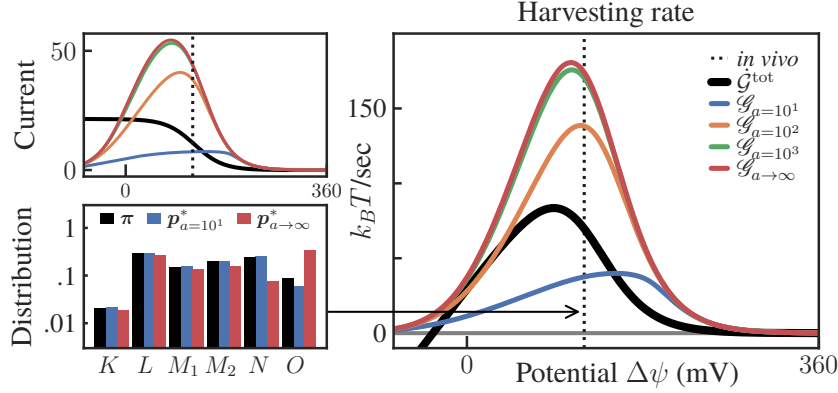 Current
50
0
0
360
Distribution
1
.1
.01
π
p*ₐ₌₁₀¹
p*ₐ→∞
K L M₁ M₂ N O
Harvesting rate
k_BT/sec
150
0
in vivo
Ġᵗᵒᵗ
𝒢ₐ₌₁₀¹
𝒢ₐ₌₁₀²
𝒢ₐ₌₁₀³
𝒢ₐ→∞
0
360
Potential Δψ (mV)